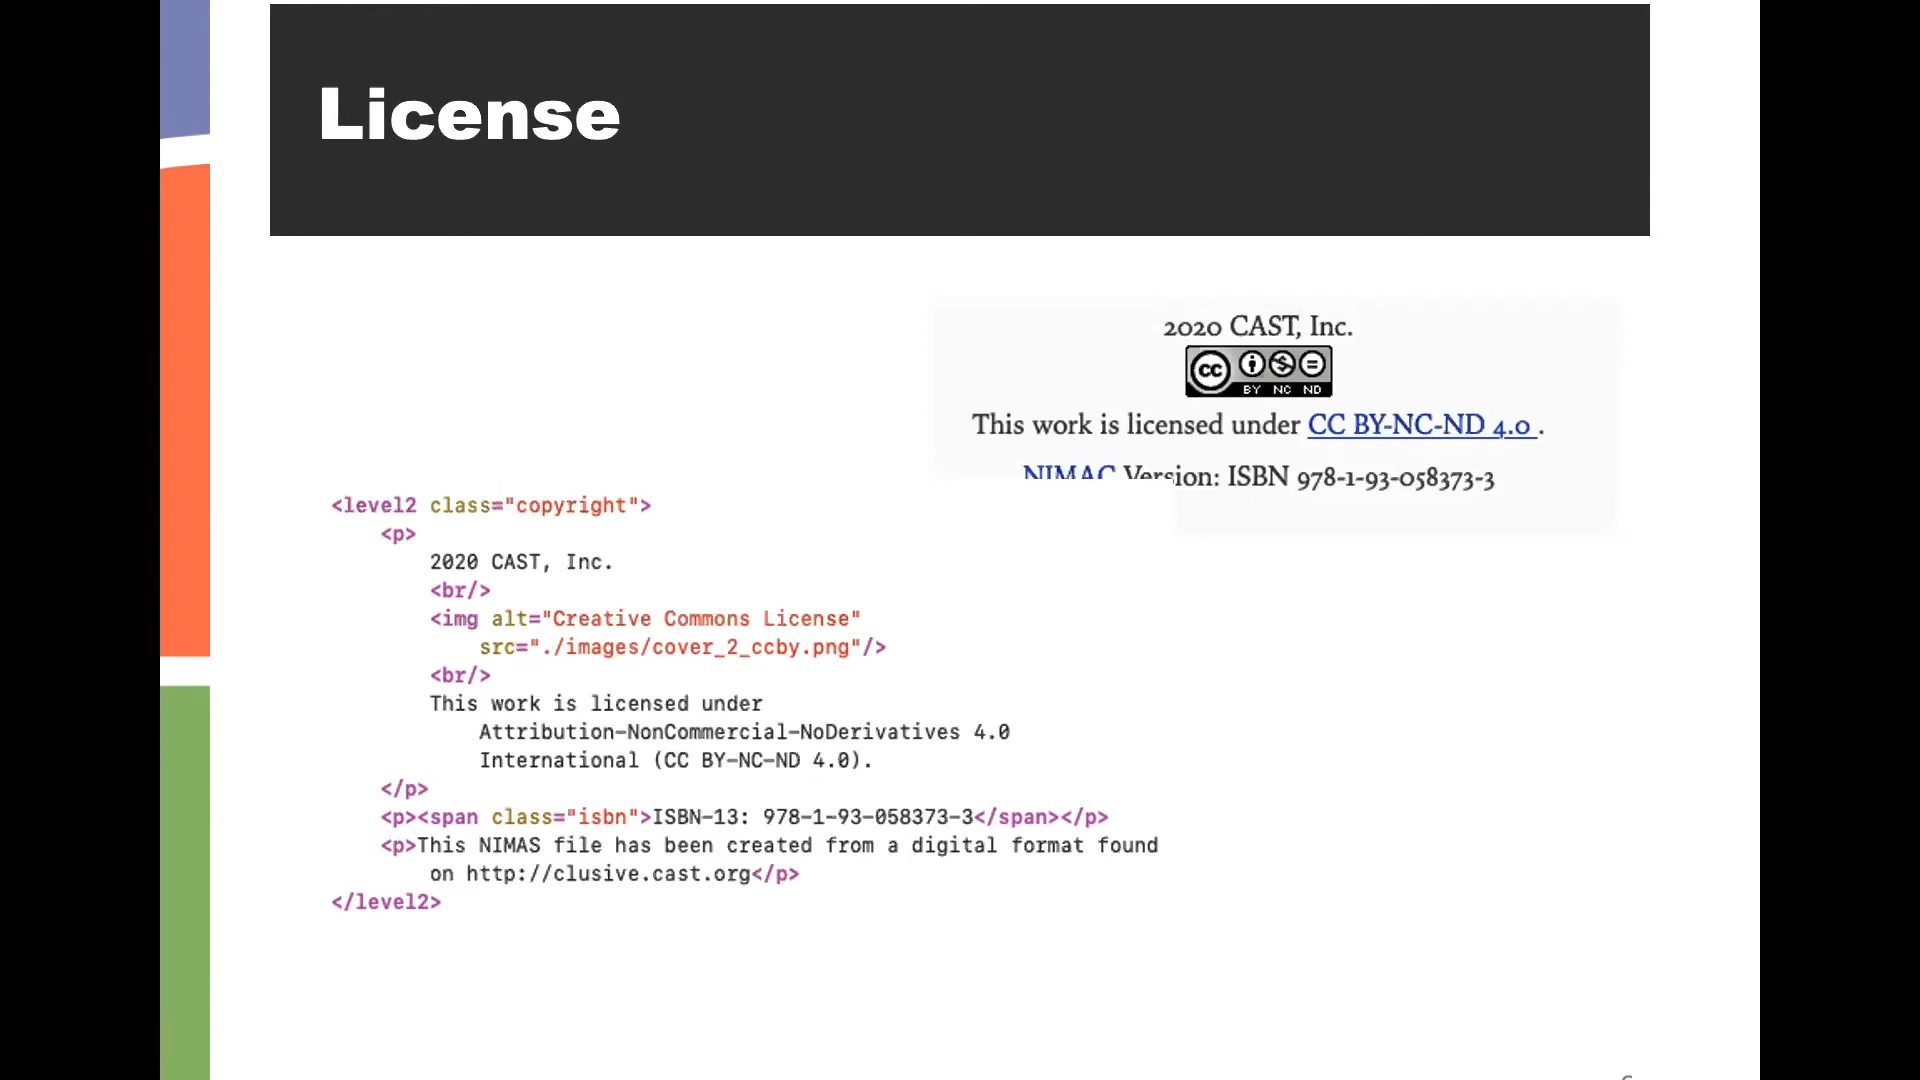 License
2020 CAST, Inc.
cc BY NC ND
This work is licensed under CC BY-NC-ND 4.0 .
NIMAC Version: ISBN 978-1-93-058373-3
<level2 class="copyright">
<p>
2020 CAST, Inc.
<br/>
<img alt="Creative Commons License"
src="./images/cover_2_ccby.png"/>
<br/>
This work is licensed under
Attribution-NonCommercial-NoDerivatives 4.0
International (CC BY-NC-ND 4.0).
</p>
<p><span class="isbn">ISBN-13: 978-1-93-058373-3</span></p>
<p>This NIMAS file has been created from a digital format found
on http://clusive.cast.org</p>
</level2>